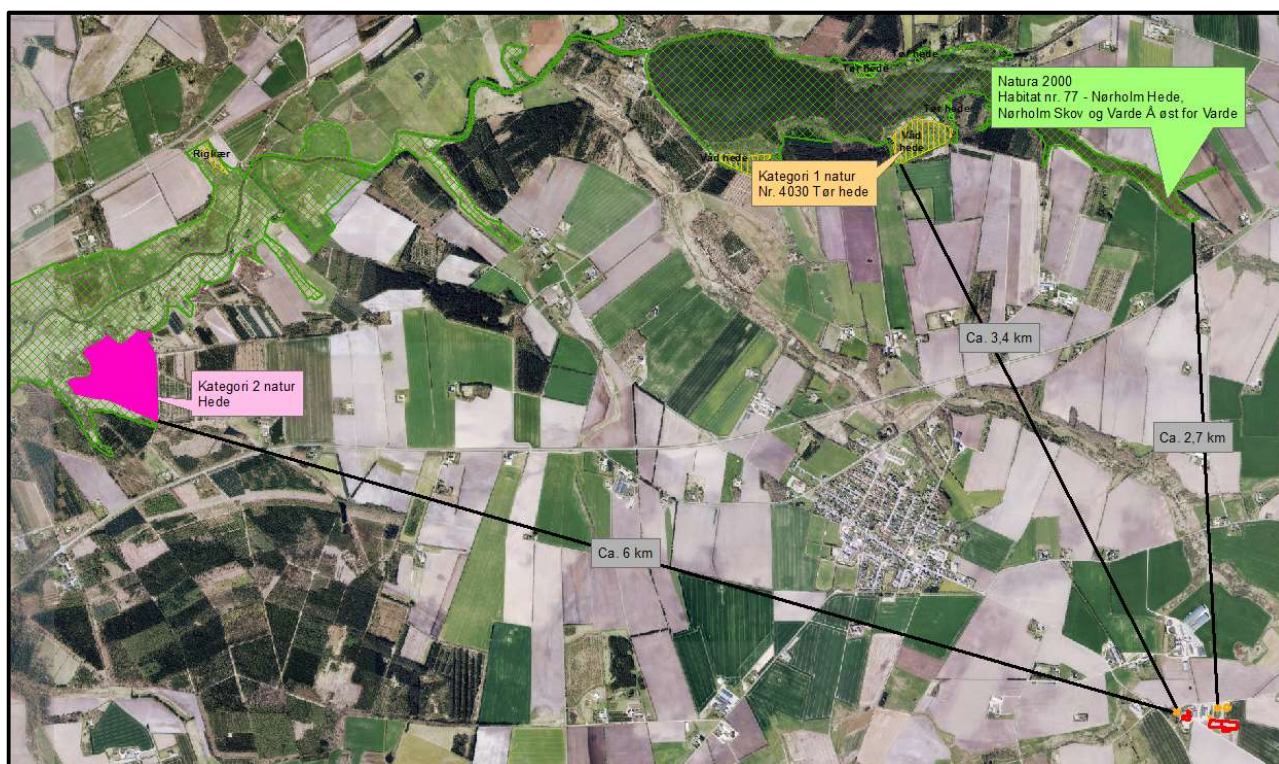 Tør hede
Tør hede
Natura 2000
Habitat nr. 77 - Nørholm Hede,
Nørholm Skov og Varde Å øst for Varde
Tør hede
Våd
hede
Rigkær
Våd hede
Kategori 1 natur
Nr. 4030 Tør hede
Ca. 3,4 km
Kategori 2 natur
Hede
Ca. 2,7 km
Ca. 6 km